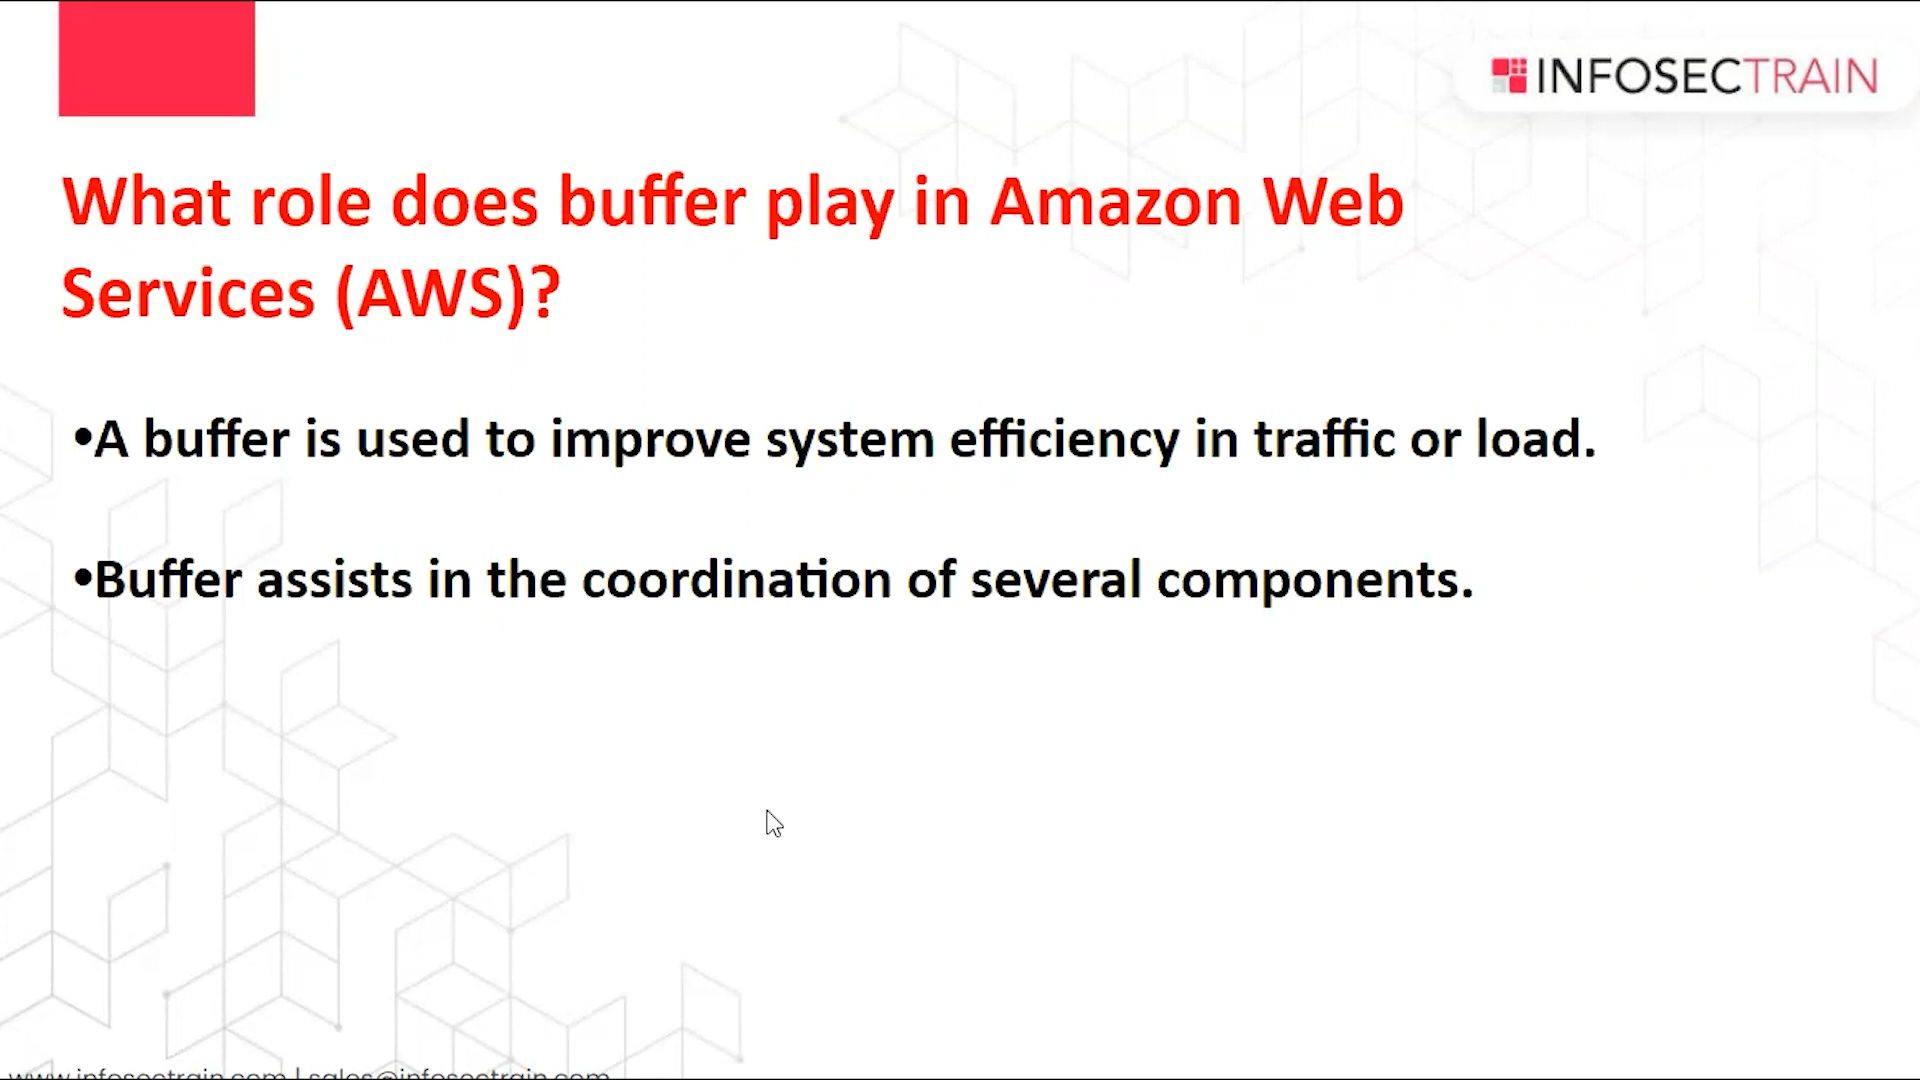 INFOSECTRAIN
What role does buffer play in Amazon Web
Services (AWS)?
•A buffer is used to improve system efficiency in traffic or load.
•Buffer assists in the coordination of several components.
www.infosectrain.com | sales@infosectrain.com